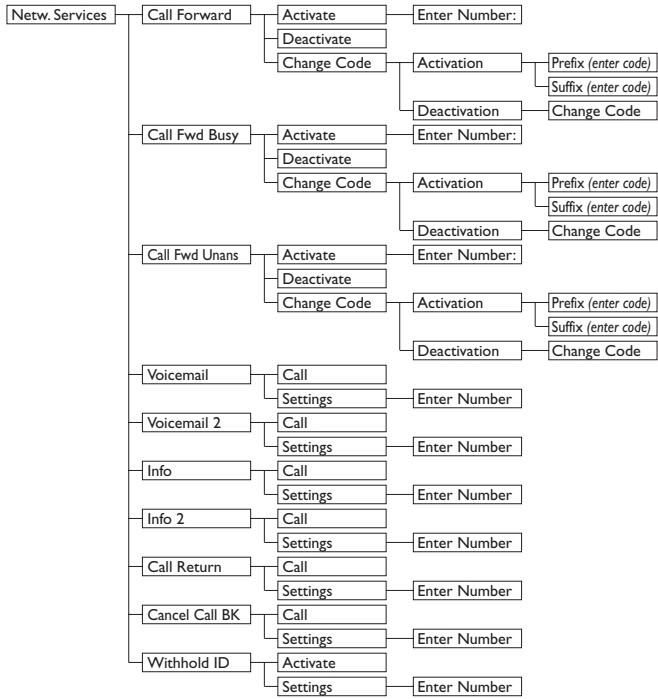 Netw. Services Call Forward Activate Enter Number:
Deactivate
Change Code Activation Prefix (enter code)
Suffix (enter code)
Deactivation Change Code
Call Fwd Busy Activate Enter Number:
Deactivate
Change Code Activation Prefix (enter code)
Suffix (enter code)
Deactivation Change Code
Call Fwd Unans Activate Enter Number:
Deactivate
Change Code Activation Prefix (enter code)
Suffix (enter code)
Deactivation Change Code
Voicemail Call
Settings Enter Number
Voicemail 2 Call
Settings Enter Number
Info Call
Settings Enter Number
Info 2 Call
Settings Enter Number
Call Return Call
Settings Enter Number
Cancel Call BK Call
Settings Enter Number
Withhold ID Activate
Settings Enter Number